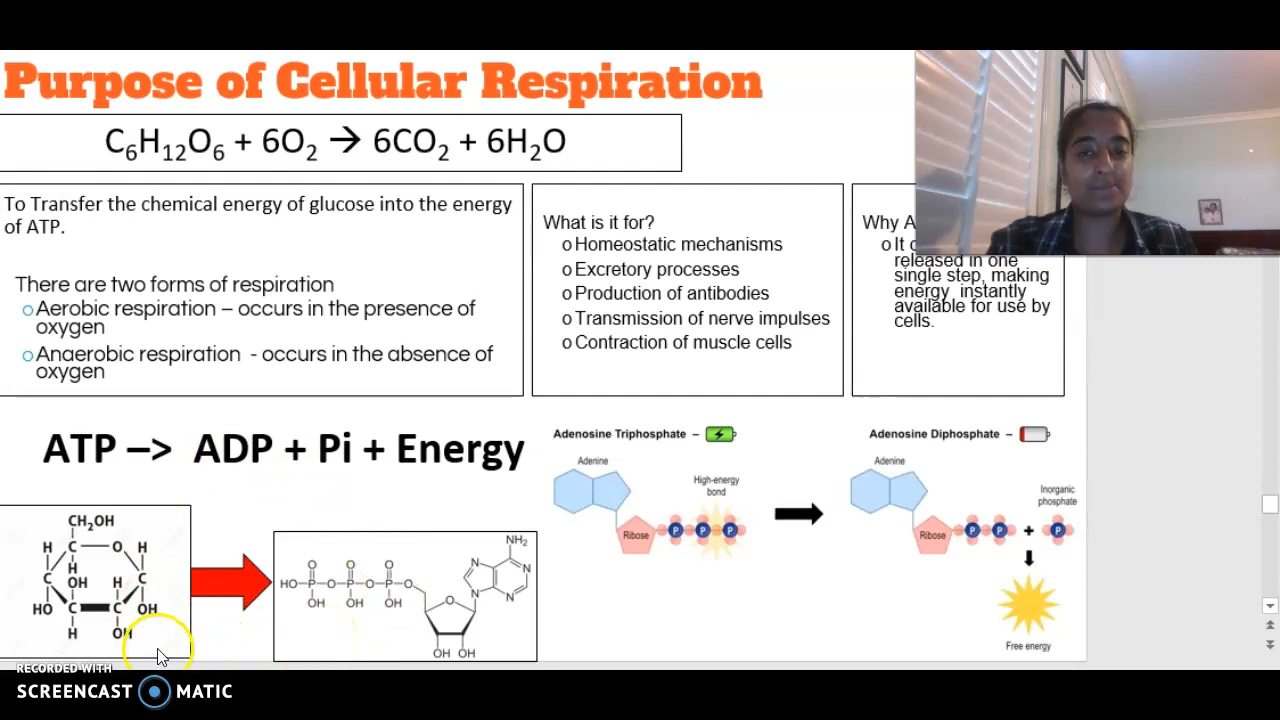 Purpose of Cellular Respiration
C₆H₁₂O₆ + 6O₂ → 6CO₂ + 6H₂O
To Transfer the chemical energy of glucose into the energy
of ATP.
There are two forms of respiration
o Aerobic respiration – occurs in the presence of
oxygen
o Anaerobic respiration - occurs in the absence of
oxygen
What is it for?
o Homeostatic mechanisms
o Excretory processes
o Production of antibodies
o Transmission of nerve impulses
o Contraction of muscle cells
Why
o It
released in one
single step, making
energy instantly
available for use by
cells.
ATP –> ADP + Pi + Energy
Adenosine Triphosphate –
Adenine
High-energy
bond
Ribose
P P P
Adenosine Diphosphate –
Adenine
Inorganic
phosphate
Ribose
P P + P
Free energy
CH₂OH
C O
H H
H
C OH H C
HO C C OH
H OH
NH₂
O O O
HO P O P O P O
OH OH OH
N N
N N
O
OH OH
RECORDED WITH
SCREENCAST MATIC